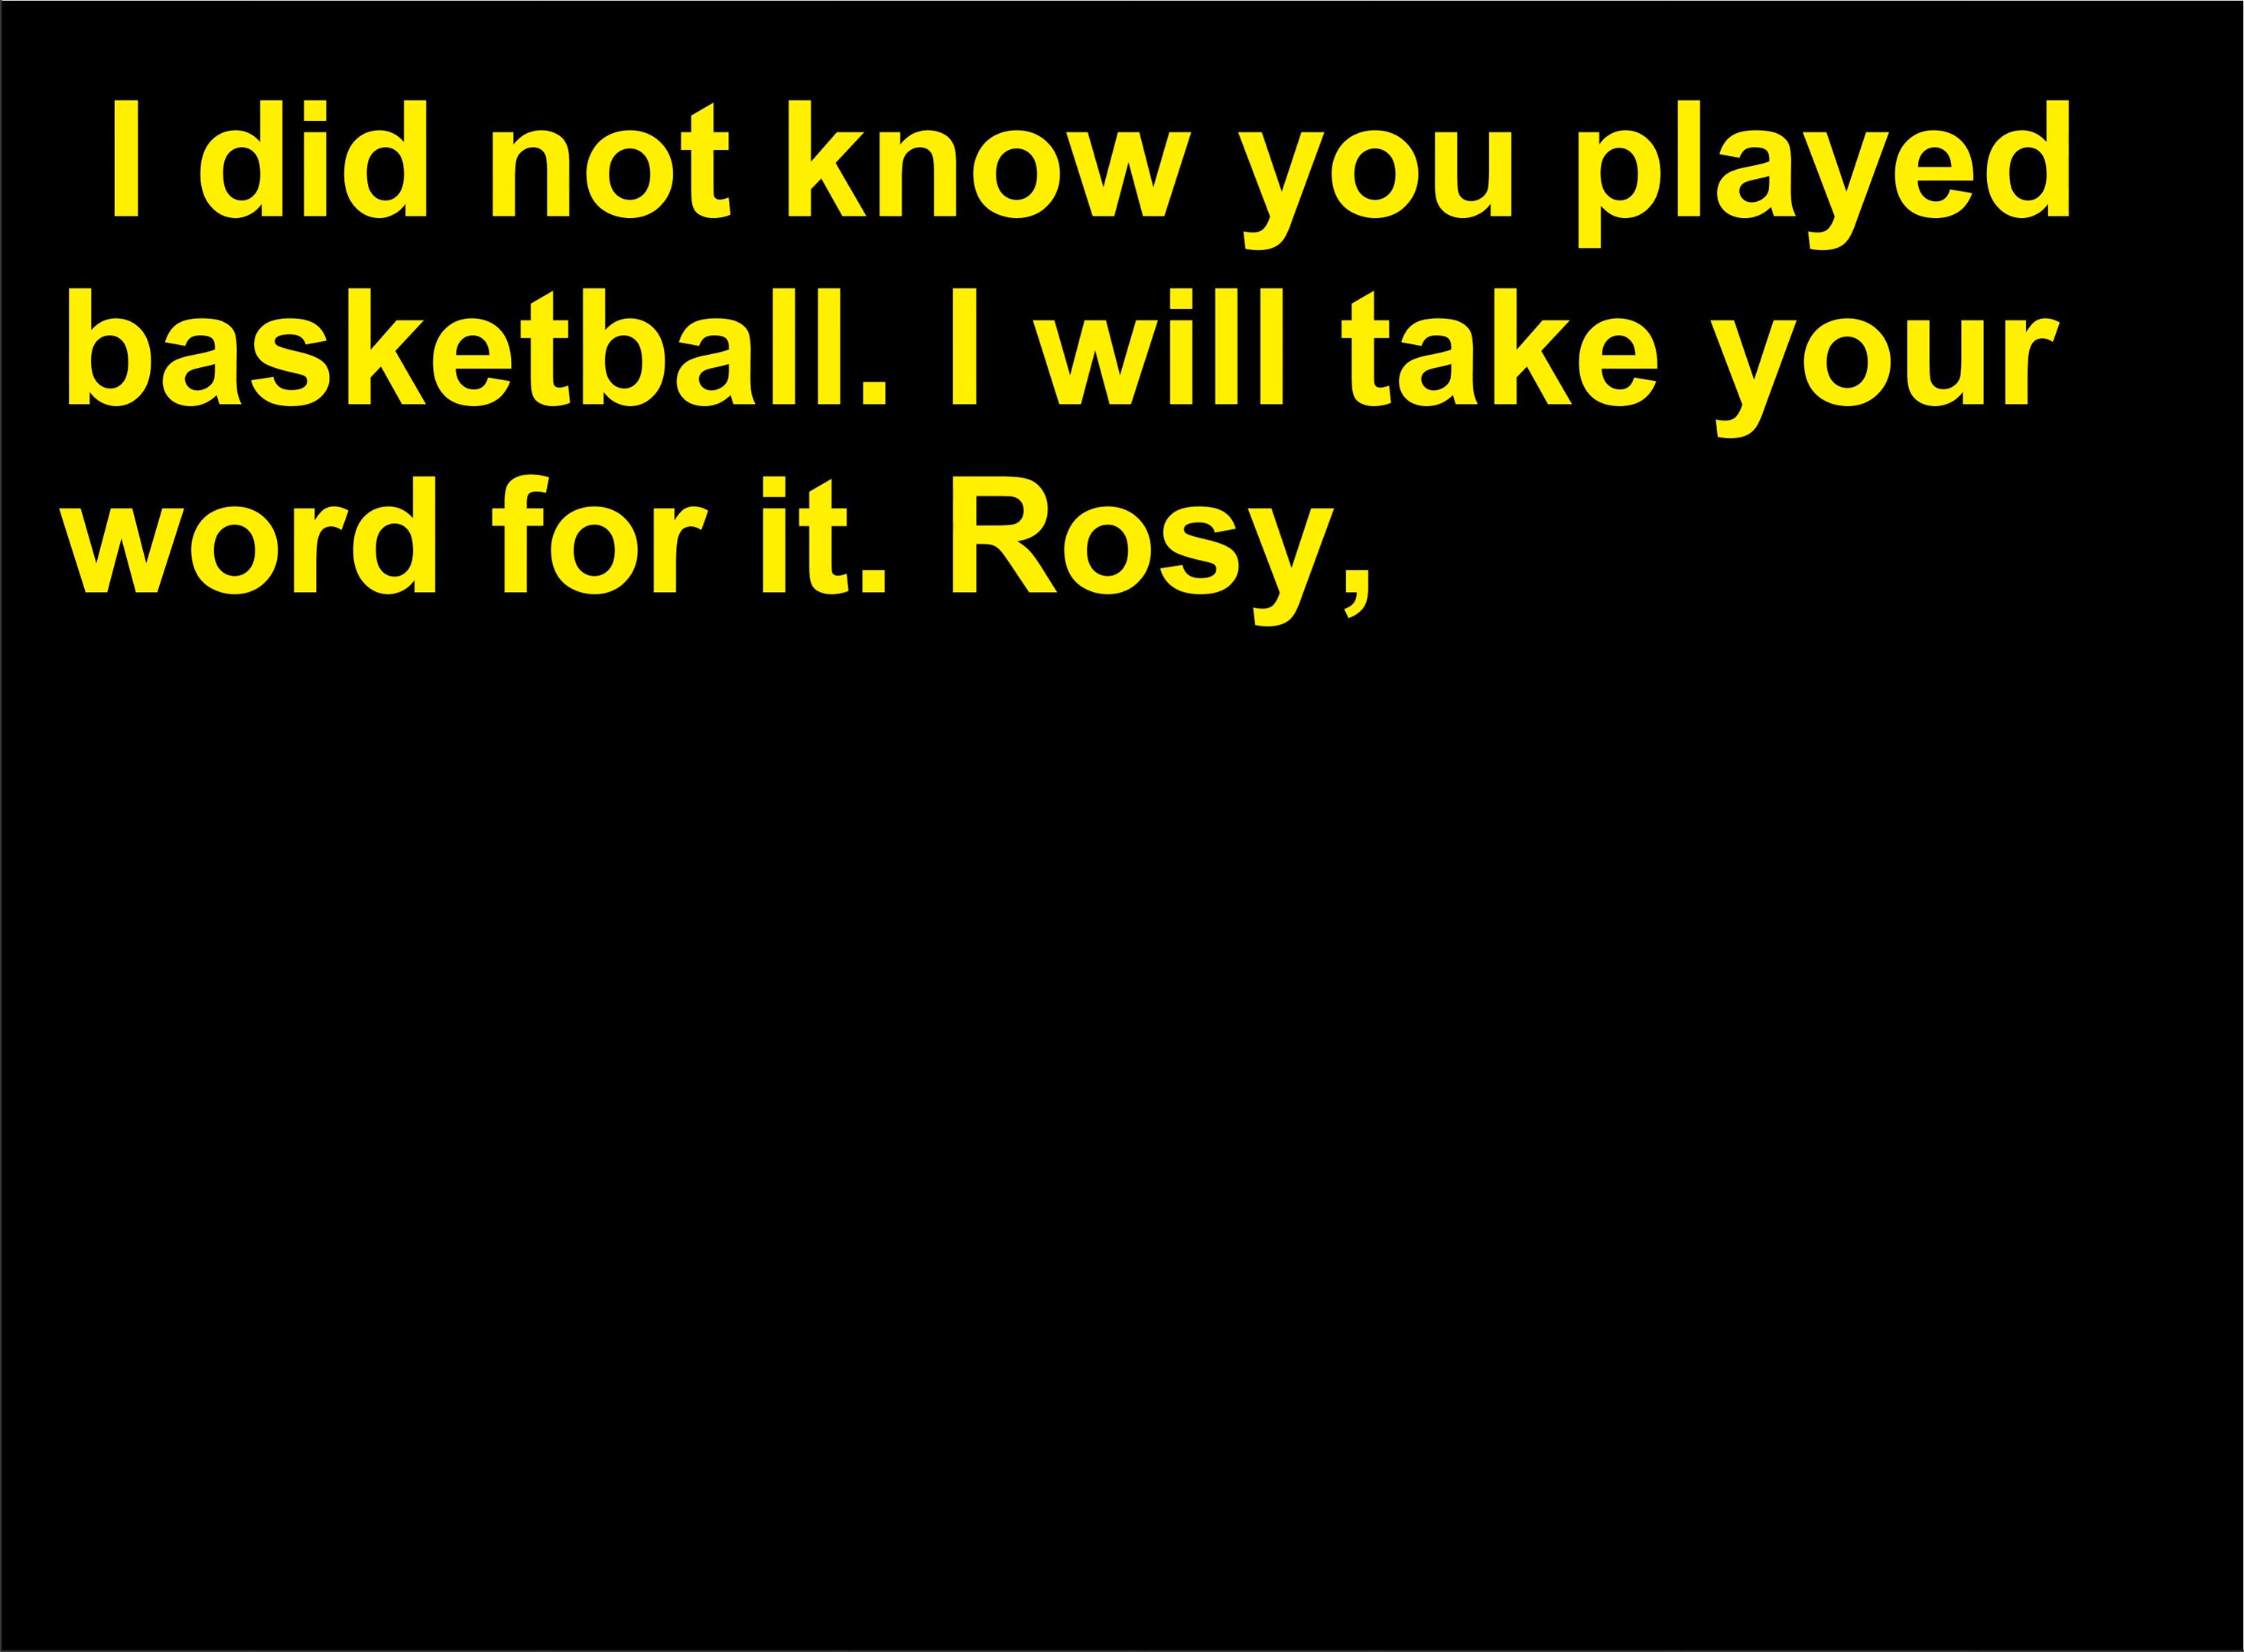 I did not know you played
basketball. I will take your
word for it. Rosy,